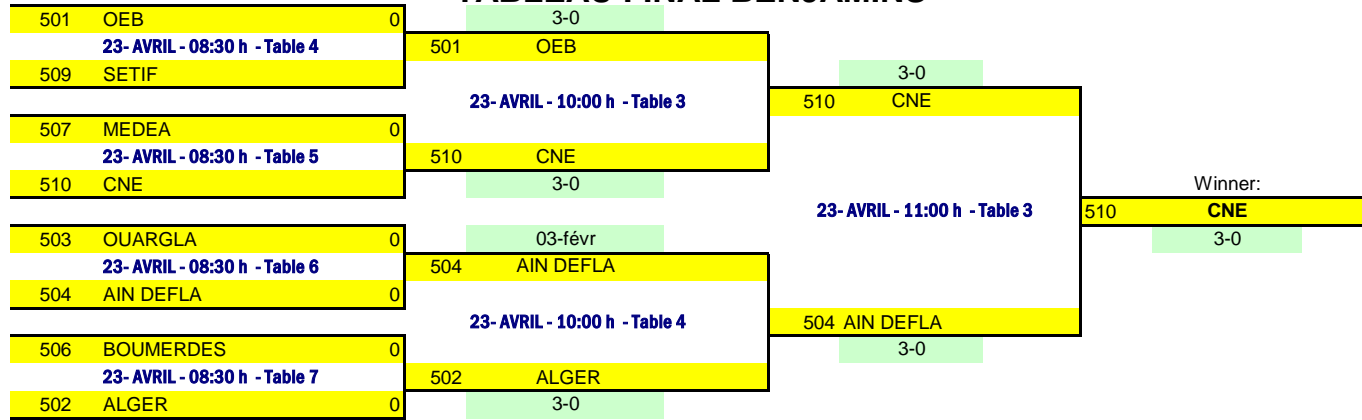 TABLEAU FINAL BENJAMINS
501 OEB 0 3-0
23- AVRIL - 08:30 h - Table 4 501 OEB
509 SETIF 3-0
23- AVRIL - 10:00 h - Table 3 510 CNE
507 MEDEA 0
23- AVRIL - 08:30 h - Table 5 510 CNE
510 CNE 3-0 Winner:
23- AVRIL - 11:00 h - Table 3 510 CNE
503 OUARGLA 0 03-févr 3-0
23- AVRIL - 08:30 h - Table 6 504 AIN DEFLA
504 AIN DEFLA 0
23- AVRIL - 10:00 h - Table 4 504 AIN DEFLA
506 BOUMERDES 0 3-0
23- AVRIL - 08:30 h - Table 7 502 ALGER
502 ALGER 0 3-0